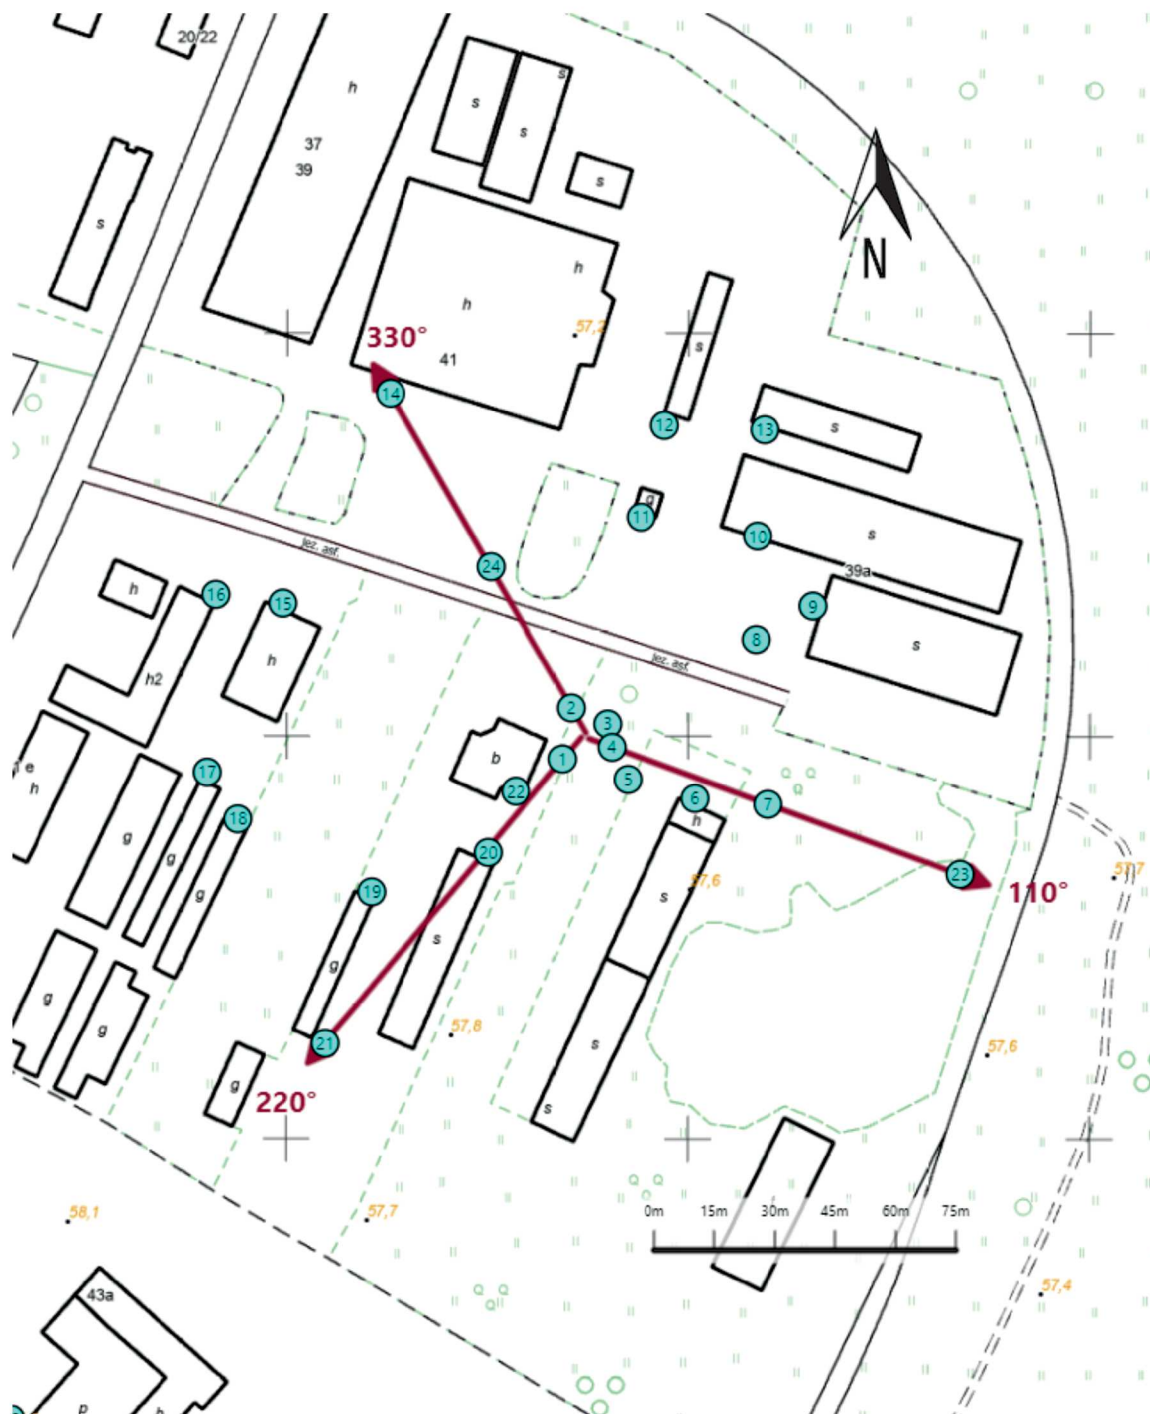 20/22
h
s
s
s
37
39
s
s
N
h
h
57,2
330°
41
s
14
12
13
s
g
11
10
s
24
jez. asf.
39a
h
16
15
9
8
s
h
jez. asf.
h2
2
3
4
1
b
5
e
h
17
22
6
7
18
h
g
20
g
23
57,7
57,6
110°
19
g
s
s
g
g
57,8
g
21
s
57,6
g
220°
s
58,1
57,7
0m 15m 30m 45m 60m 75m
43a
57,4
p
h